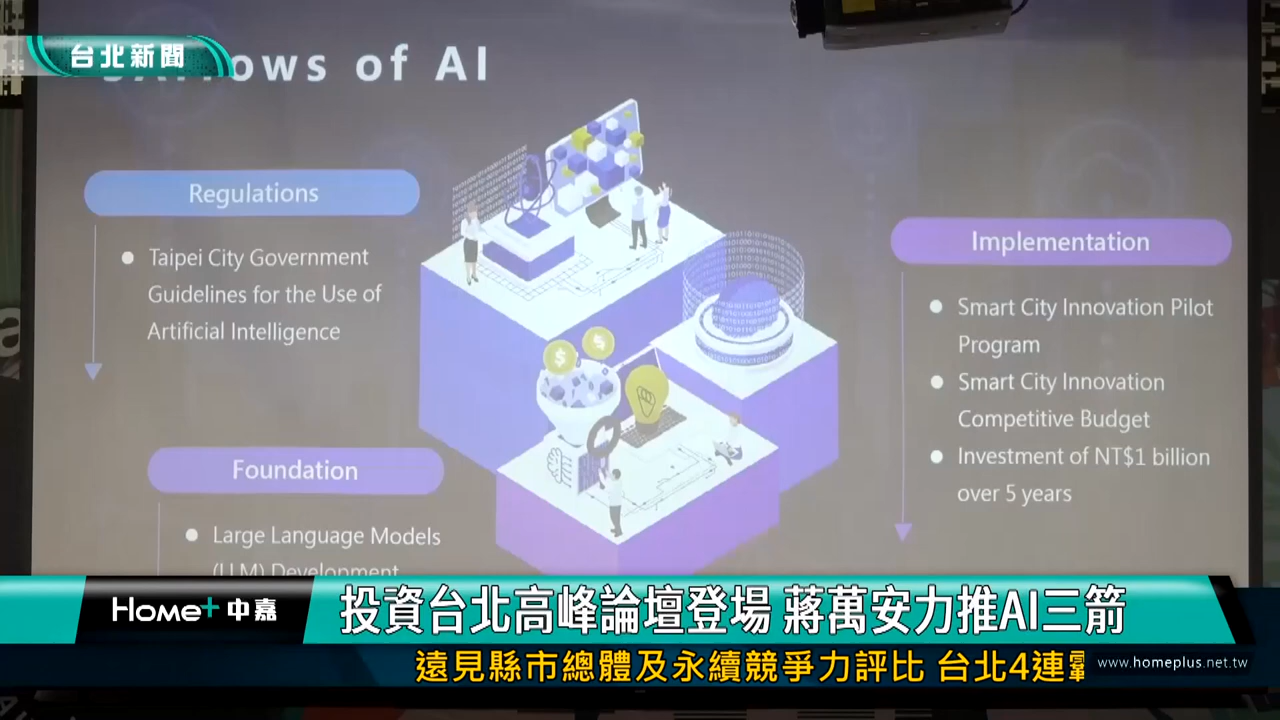 台北新聞
ows of AI
Regulations
Taipei City Government
Guidelines for the Use of
Artificial Intelligence
Implementation
Smart City Innovation Pilot
Program
Smart City Innovation
Competitive Budget
Investment of NT$1 billion
over 5 years
Foundation
Large Language Models
(LLM) Development
Home+ 中嘉
投資台北高峰論壇登場 蔣萬安力推AI三箭
遠見縣市總體及永續競爭力評比 台北4連
www.homeplus.net.tw